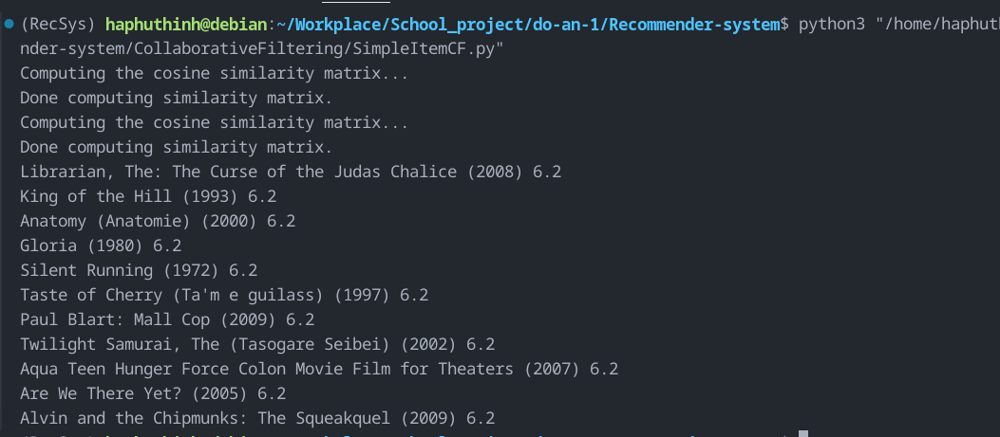 (RecSys) haphuthinh@debian:~/Workplace/School_project/do-an-1/Recommender-system$ python3 "/home/haphuth
nder-system/CollaborativeFiltering/SimpleItemCF.py"
Computing the cosine similarity matrix...
Done computing similarity matrix.
Computing the cosine similarity matrix...
Done computing similarity matrix.
Librarian, The: The Curse of the Judas Chalice (2008) 6.2
King of the Hill (1993) 6.2
Anatomy (Anatomie) (2000) 6.2
Gloria (1980) 6.2
Silent Running (1972) 6.2
Taste of Cherry (Ta'm e guilass) (1997) 6.2
Paul Blart: Mall Cop (2009) 6.2
Twilight Samurai, The (Tasogare Seibei) (2002) 6.2
Aqua Teen Hunger Force Colon Movie Film for Theaters (2007) 6.2
Are We There Yet? (2005) 6.2
Alvin and the Chipmunks: The Squeakquel (2009) 6.2